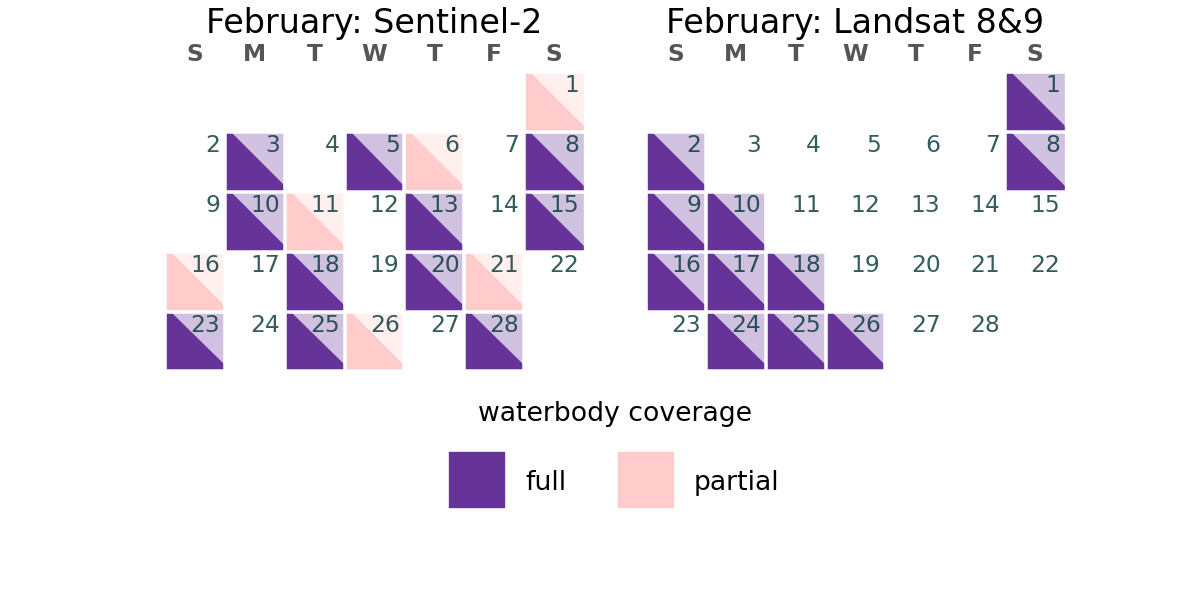 February: Sentinel-2
S M T W T F S
1
2 3 4 5 6 7 8
9 10 11 12 13 14 15
16 17 18 19 20 21 22
23 24 25 26 27 28
February: Landsat 8&9
S M T W T F S
1
2 3 4 5 6 7 8
9 10 11 12 13 14 15
16 17 18 19 20 21 22
23 24 25 26 27 28
waterbody coverage
full partial